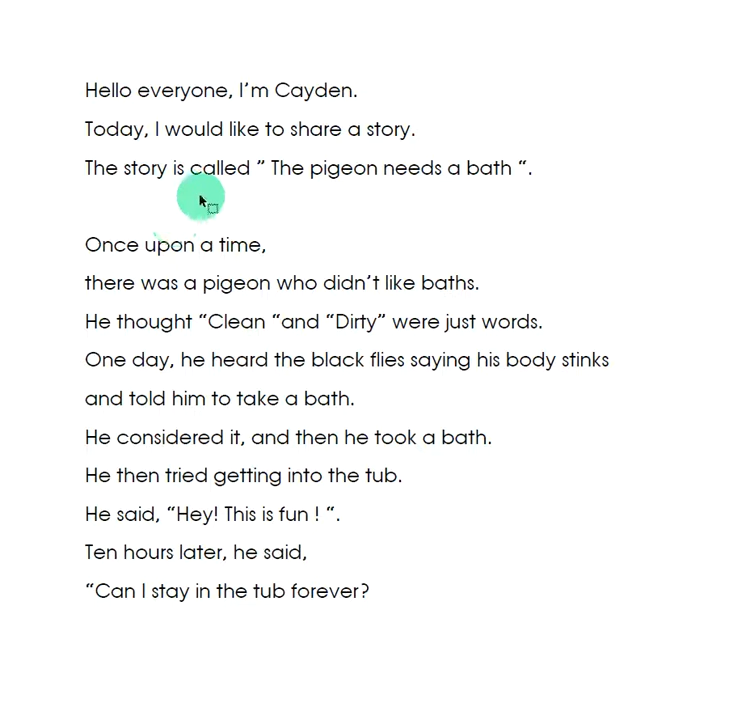 Hello everyone, I’m Cayden.
Today, I would like to share a story.
The story is called ” The pigeon needs a bath “.
Once upon a time,
there was a pigeon who didn’t like baths.
He thought “Clean “and “Dirty” were just words.
One day, he heard the black flies saying his body stinks
and told him to take a bath.
He considered it, and then he took a bath.
He then tried getting into the tub.
He said, “Hey! This is fun ! “.
Ten hours later, he said,
“Can I stay in the tub forever?